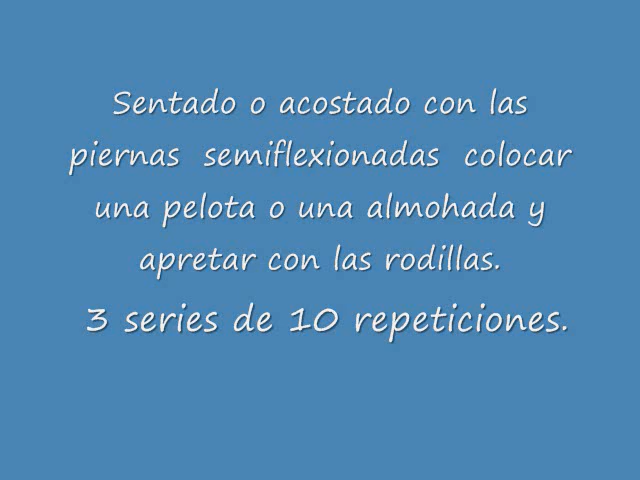 Sentado o acostado con las
piernas semiflexionadas colocar
una pelota o una almohada y
apretar con las rodillas.
3 series de 10 repeticiones.